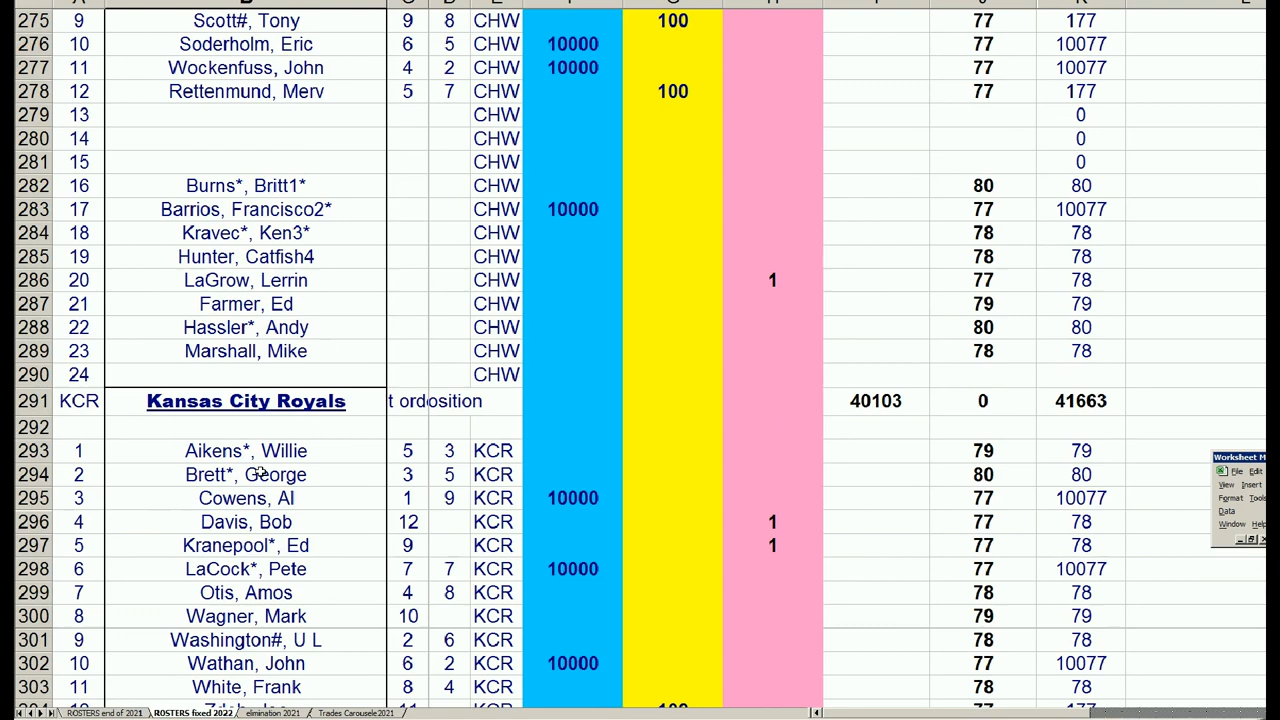 275 9 Scott#, Tony 9 8 CHW 100 77 177
276 10 Soderholm, Eric 6 5 CHW 10000 77 10077
277 11 Wockenfuss, John 4 2 CHW 10000 77 10077
278 12 Rettenmund, Merv 5 7 CHW 100 77 177
279 13 CHW 0
280 14 CHW 0
281 15 CHW 0
282 16 Burns*, Britt1* CHW 80 80
283 17 Barrios, Francisco2* CHW 10000 77 10077
284 18 Kravec*, Ken3* CHW 78 78
285 19 Hunter, Catfish4 CHW 78 78
286 20 LaGrow, Lerrin CHW 1 77 78
287 21 Farmer, Ed CHW 79 79
288 22 Hassler*, Andy CHW 80 80
289 23 Marshall, Mike CHW 78 78
290 24 CHW
291 KCR Kansas City Royals t ordosition 40103 0 41663
292
293 1 Aikens*, Willie 5 3 KCR 79 79
294 2 Brett*, George 3 5 KCR 80 80
295 3 Cowens, Al 1 9 KCR 10000 77 10077
296 4 Davis, Bob 12 KCR 1 77 78
297 5 Kranepool*, Ed 9 KCR 1 77 78
298 6 LaCock*, Pete 7 7 KCR 10000 77 10077
299 7 Otis, Amos 4 8 KCR 78 78
300 8 Wagner, Mark 10 KCR 79 79
301 9 Washington#, U L 2 6 KCR 78 78
302 10 Wathan, John 6 2 KCR 10000 77 10077
303 11 White, Frank 8 4 KCR 78 78
Worksheet M
File Edit
View Insert
Format Tools
Data
Window Help
ROSTERS end of 2021 ROSTERS fixed 2022 elimination 2021 Trades Carousele2021